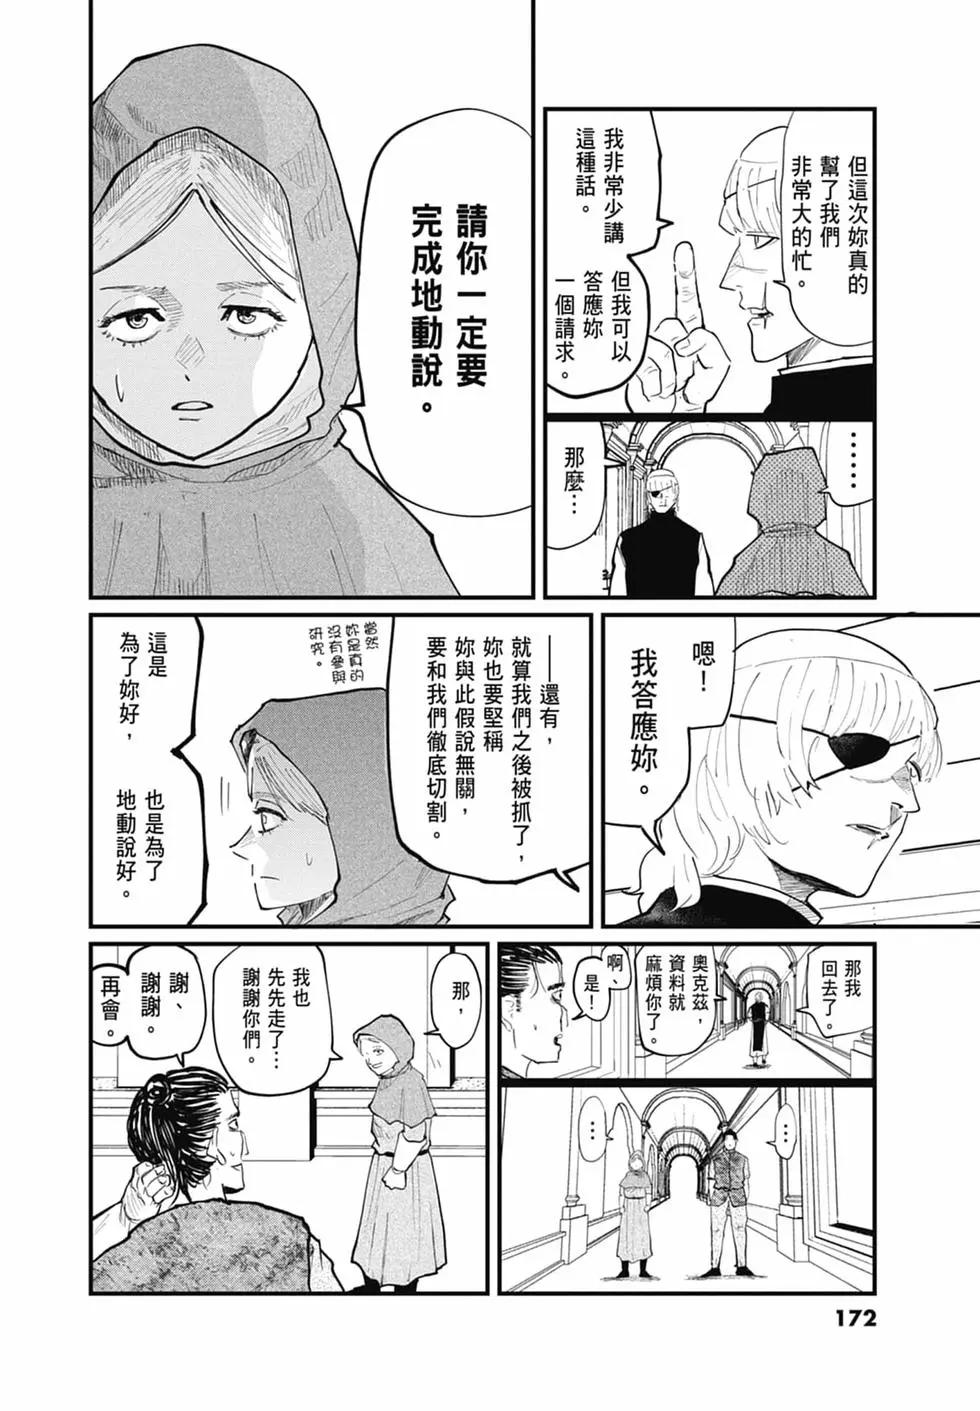 但這次妳真的
幫了我們
非常大的忙。
我非常少講
這種話。
但我可以
答應妳
一個請求。
……
那麼…
請你一定要
完成地動說。
嗯！
我答應妳。
——還有，
就算我們之後被抓了，
妳也要堅稱
妳與此假說無關，
要和我們徹底切割。
當然
妳是真的
沒有參與
研究。
這是
為了妳好，
也是為了
地動說好。
那我
回去了。
奧克茲，
資料就
麻煩你了。
啊、
是！
…
…
那，
我也
先走了…
謝謝你們。
謝、
謝謝。
再會。
172